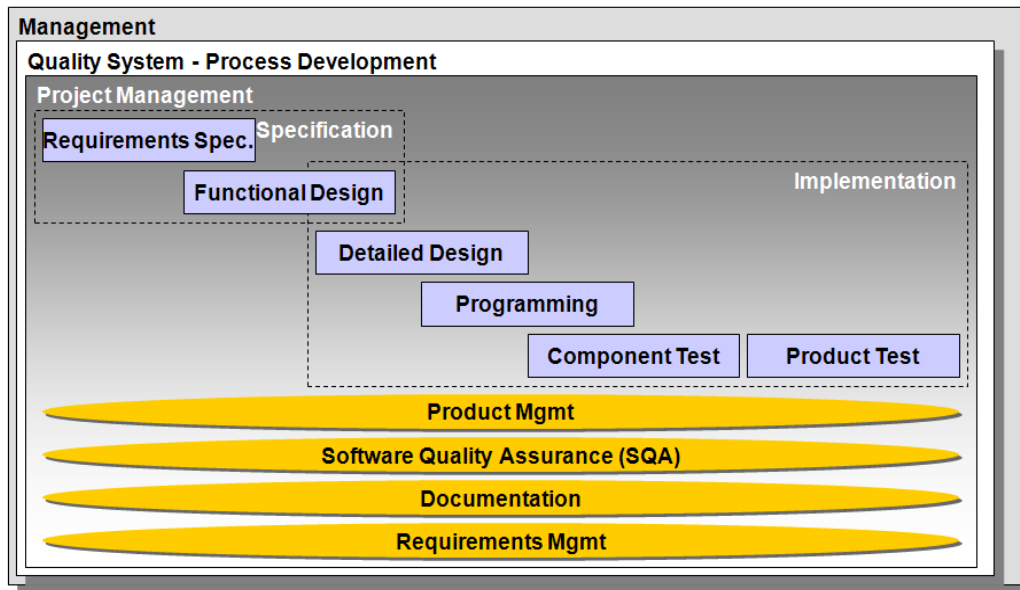 Management
Quality System - Process Development
Project Management
Requirements Spec.
Specification
Functional Design
Implementation
Detailed Design
Programming
Component Test
Product Test
Product Mgmt
Software Quality Assurance (SQA)
Documentation
Requirements Mgmt